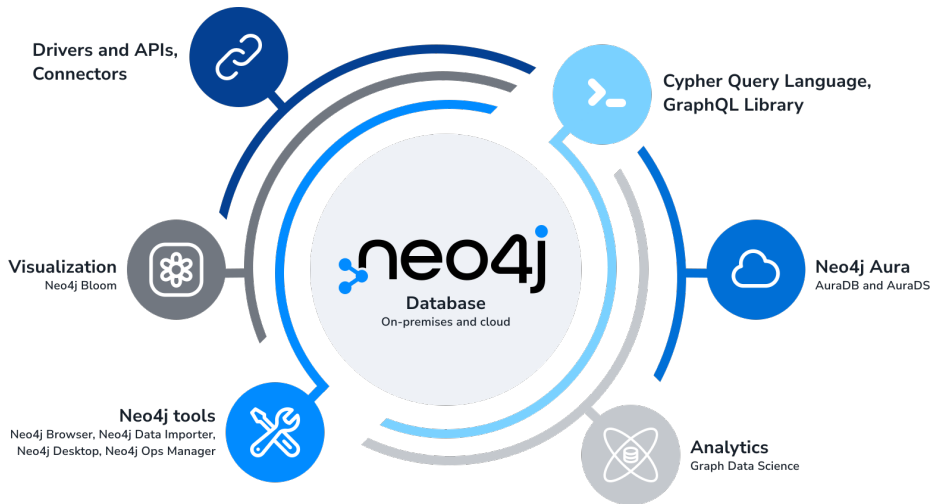 Drivers and APIs,
Connectors
Cypher Query Language,
GraphQL Library
neo4j
Database
On-premises and cloud
Visualization
Neo4j Bloom
Neo4j Aura
AuraDB and AuraDS
Neo4j tools
Neo4j Browser, Neo4j Data Importer,
Neo4j Desktop, Neo4j Ops Manager
Analytics
Graph Data Science